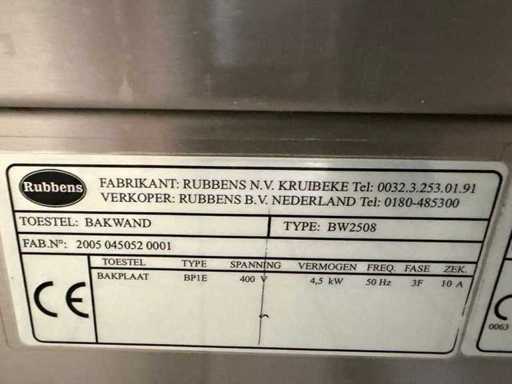 Rubbens
FABRIKANT: RUBBENS N.V. KRUIBEKE Tel: 0032.3.253.01.91
VERKOPER: RUBBENS B.V. NEDERLAND Tel: 0180-485300
TOESTEL: BAKWAND TYPE: BW2508
FAB.N°: 2005 045052 0001
TOESTEL TYPE SPANNING VERMOGEN FREQ. FASE ZEK.
BAKPLAAT BP1E 400 V 4,5 kW 50 Hz 3F 10 A
~
CE
0063